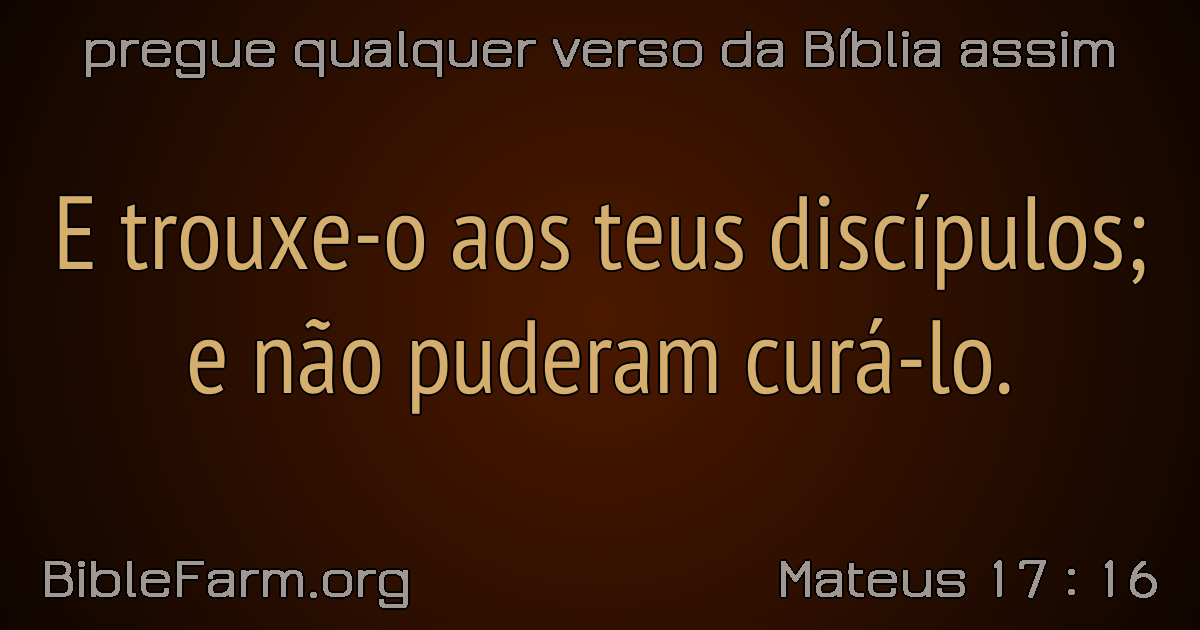 pregue qualquer verso da Bíblia assim
E trouxe-o aos teus discípulos;
e não puderam curá-lo.
BibleFarm.org
Mateus 17 : 16